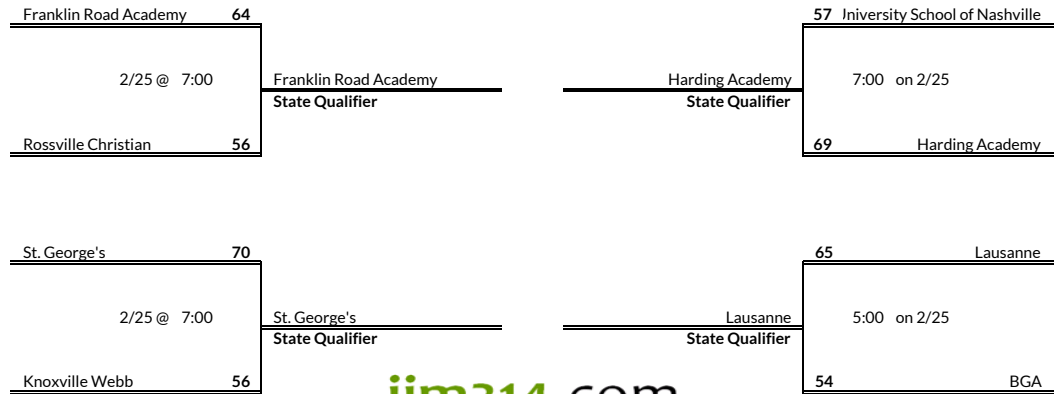 Franklin Road Academy 64
57 Jniversity School of Nashville
2/25 @ 7:00
Franklin Road Academy
Harding Academy
7:00 on 2/25
State Qualifier
State Qualifier
Rossville Christian 56
69 Harding Academy
St. George's 70
65 Lausanne
2/25 @ 7:00
St. George's
Lausanne
5:00 on 2/25
State Qualifier
State Qualifier
Knoxville Webb 56
54 BGA